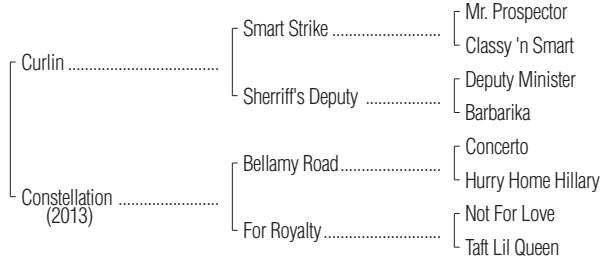 Mr. Prospector
Smart Strike ......................
Classy 'n Smart
Curlin ..............................
Deputy Minister
Sherriff's Deputy ...............
Barbarika
Concerto
Bellamy Road....................
Hurry Home Hillary
Constellation ....................
(2013)
Not For Love
For Royalty.......................
Taft Lil Queen